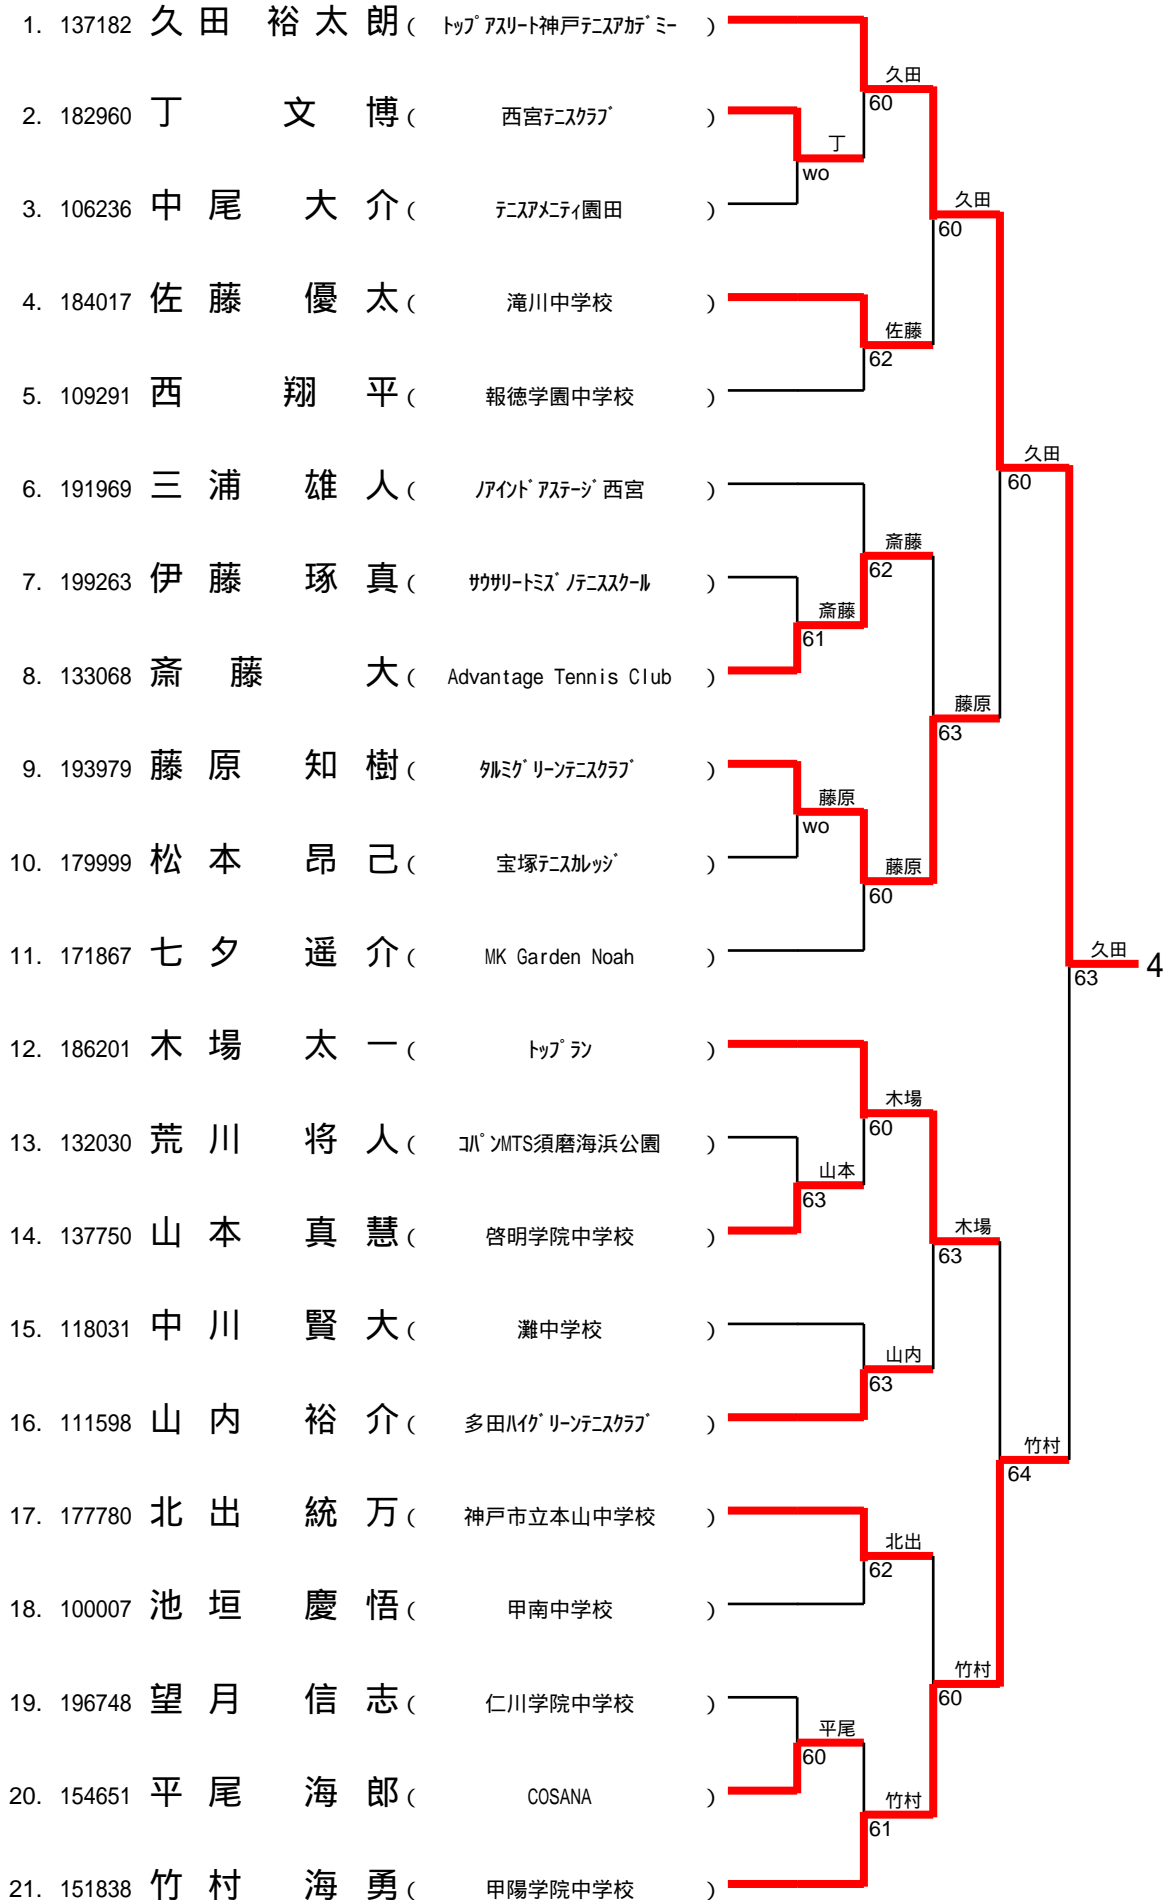 1. 137182 久田 裕太朗 ( ﾄｯﾌﾟｱｽﾘｰﾄ神戸ﾃﾆｽｱｶﾃﾞﾐｰ )
久田
60
2. 182960 丁 文博 ( 西宮ﾃﾆｽｸﾗﾌﾞ )
丁
wo
3. 106236 中尾 大介 ( ﾃﾆｽｱﾒﾆﾃｨ園田 )
久田
60
4. 184017 佐藤 優太 ( 滝川中学校 )
佐藤
62
5. 109291 西 翔平 ( 報徳学園中学校 )
久田
60
6. 191969 三浦 雄人 ( ﾉｱｲﾝﾄﾞｱｽﾃｰｼﾞ西宮 )
斎藤
62
7. 199263 伊藤 琢真 ( ｻｳｻﾘｰﾄﾐｽﾞﾉﾃﾆｽｽｸｰﾙ )
斎藤
61
8. 133068 斎藤 大 ( Advantage Tennis Club )
藤原
63
9. 193979 藤原 知樹 ( ﾀﾙﾐｸﾞﾘｰﾝﾃﾆｽｸﾗﾌﾞ )
藤原
wo
10. 179999 松本 昂己 ( 宝塚ﾃﾆｽｶﾚｯｼﾞ )
藤原
60
11. 171867 七夕 遥介 ( MK Garden Noah )
久田
63
4
12. 186201 木場 太一 ( ﾄｯﾌﾟﾗﾝ )
木場
60
13. 132030 荒川 将人 ( ｺﾊﾟﾝMTS須磨海浜公園 )
山本
63
14. 137750 山本 真慧 ( 啓明学院中学校 )
木場
63
15. 118031 中川 賢大 ( 灘中学校 )
山内
63
16. 111598 山内 裕介 ( 多田ﾊｲｸﾞﾘｰﾝﾃﾆｽｸﾗﾌﾞ )
竹村
64
17. 177780 北出 統万 ( 神戸市立本山中学校 )
北出
62
18. 100007 池垣 慶悟 ( 甲南中学校 )
竹村
60
19. 196748 望月 信志 ( 仁川学院中学校 )
平尾
60
20. 154651 平尾 海郎 ( COSANA )
竹村
61
21. 151838 竹村 海勇 ( 甲陽学院中学校 )